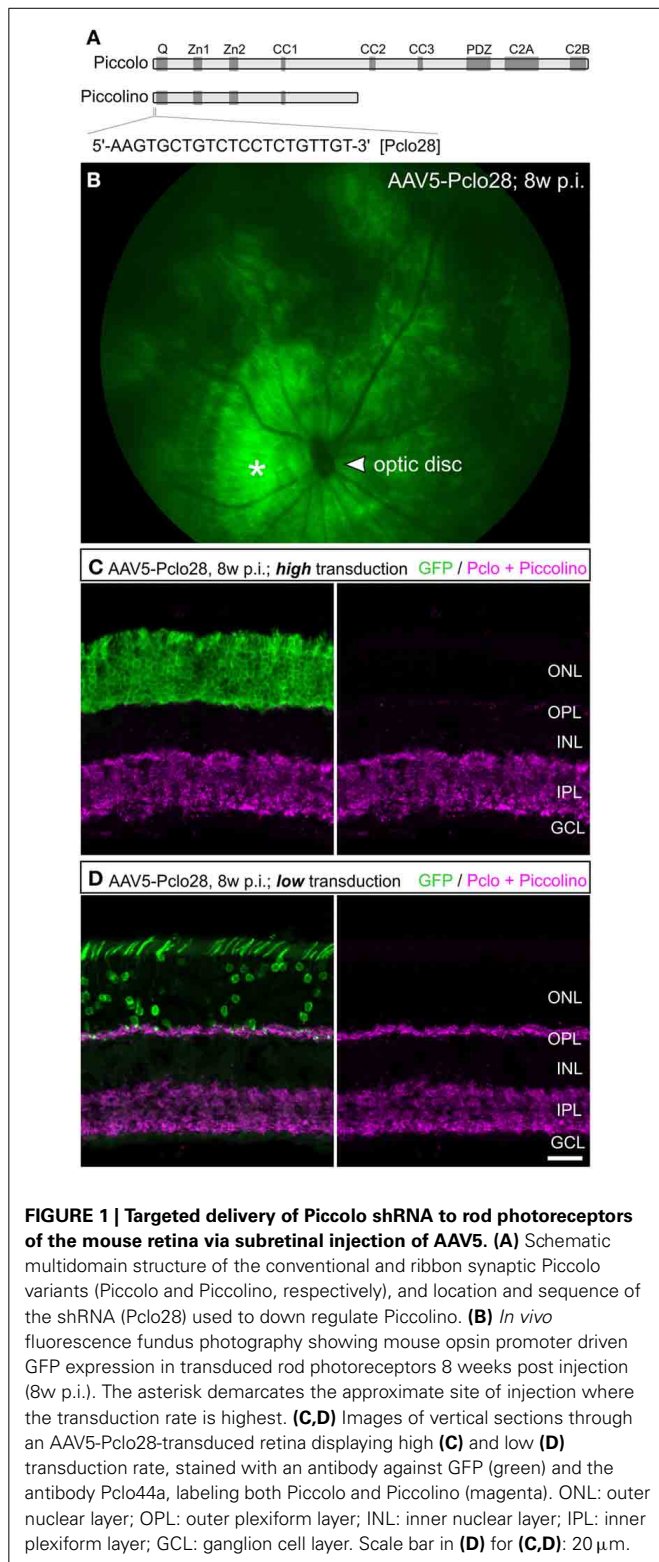 A
Q Zn1 Zn2 CC1 CC2 CC3 PDZ C2A C2B
Piccolo
Piccolino
5'-AAGTGCTGTCTCCTCTGTTGT-3' [Pclo28]
B AAV5-Pclo28; 8w p.i.
* optic disc
C AAV5-Pclo28, 8w p.i.; high transduction GFP / Pclo + Piccolino
ONL
OPL
INL
IPL
GCL
D AAV5-Pclo28, 8w p.i.; low transduction GFP / Pclo + Piccolino
ONL
OPL
INL
IPL
GCL
FIGURE 1 | Targeted delivery of Piccolo shRNA to rod photoreceptors
of the mouse retina via subretinal injection of AAV5. (A) Schematic
multidomain structure of the conventional and ribbon synaptic Piccolo
variants (Piccolo and Piccolino, respectively), and location and sequence of
the shRNA (Pclo28) used to down regulate Piccolino. (B) In vivo
fluorescence fundus photography showing mouse opsin promoter driven
GFP expression in transduced rod photoreceptors 8 weeks post injection
(8w p.i.). The asterisk demarcates the approximate site of injection where
the transduction rate is highest. (C,D) Images of vertical sections through
an AAV5-Pclo28-transduced retina displaying high (C) and low (D)
transduction rate, stained with an antibody against GFP (green) and the
antibody Pclo44a, labeling both Piccolo and Piccolino (magenta). ONL: outer
nuclear layer; OPL: outer plexiform layer; INL: inner nuclear layer; IPL: inner
plexiform layer; GCL: ganglion cell layer. Scale bar in (D) for (C,D): 20 μm.